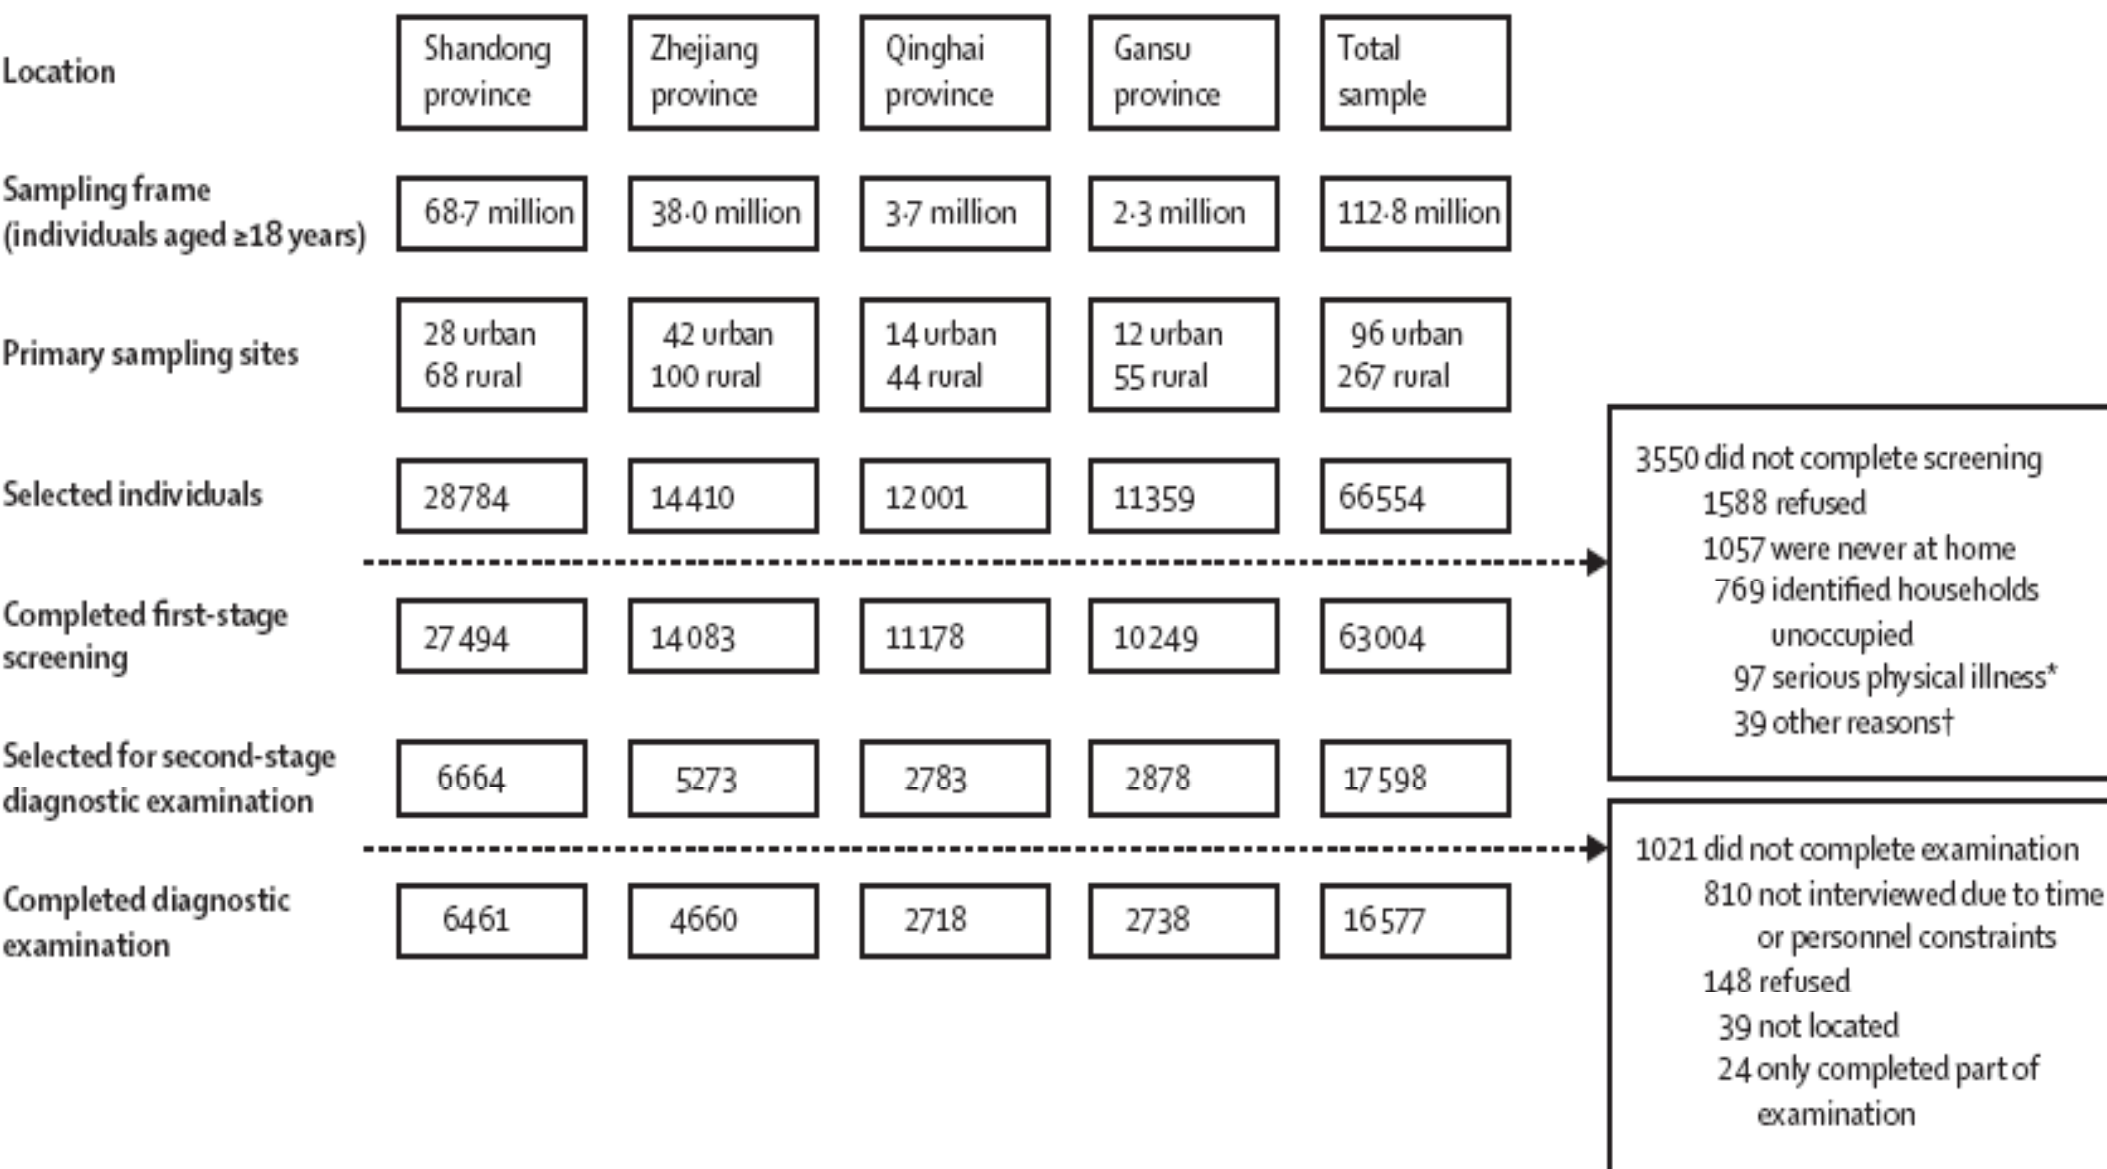 Location
Shandong province
Zhejiang province
Qinghai province
Gansu province
Total sample
Sampling frame
(individuals aged ≥18 years)
68·7 million
38·0 million
3·7 million
2·3 million
112·8 million
Primary sampling sites
28 urban
68 rural
42 urban
100 rural
14 urban
44 rural
12 urban
55 rural
96 urban
267 rural
Selected individuals
28784
14410
12001
11359
66554
3550 did not complete screening
1588 refused
1057 were never at home
769 identified households
unoccupied
97 serious physical illness*
39 other reasons†
Completed first-stage
screening
27494
14083
11178
10249
63004
Selected for second-stage
diagnostic examination
6664
5273
2783
2878
17598
1021 did not complete examination
810 not interviewed due to time
or personnel constraints
148 refused
39 not located
24 only completed part of
examination
Completed diagnostic
examination
6461
4660
2718
2738
16577